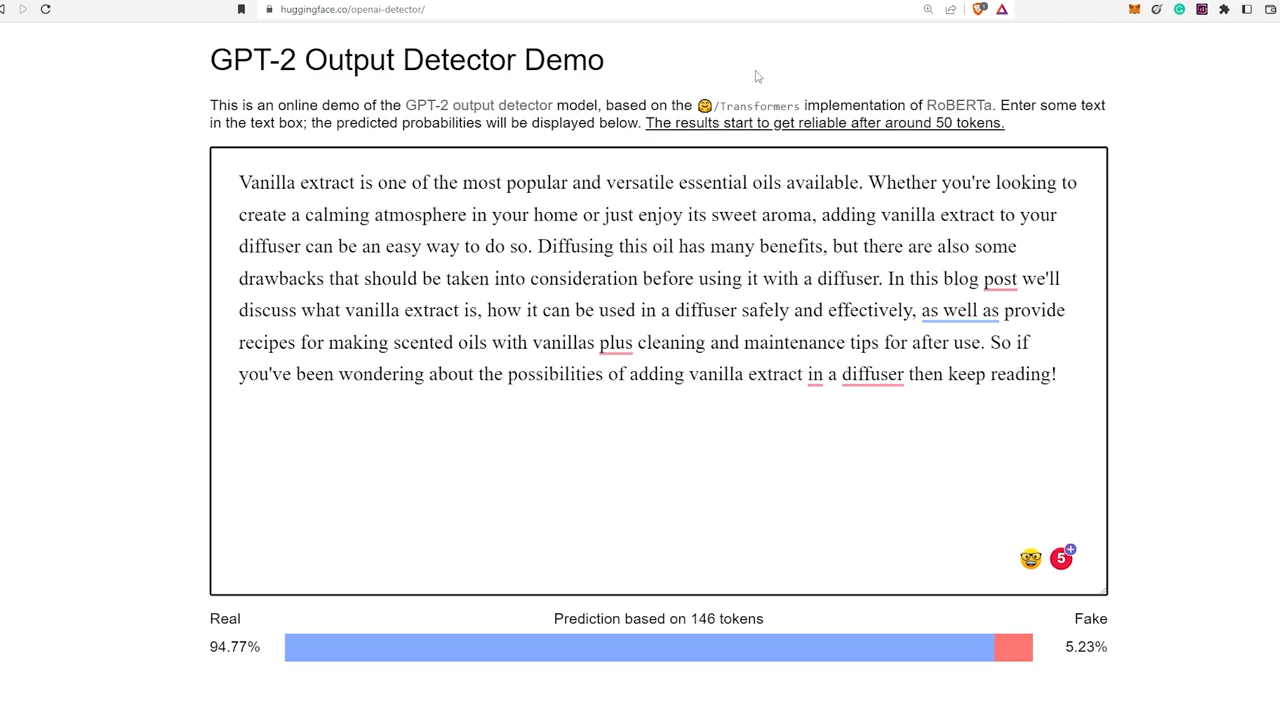 huggingface.co/openai-detector/
GPT-2 Output Detector Demo
This is an online demo of the GPT-2 output detector model, based on the 🤗/Transformers implementation of RoBERTa. Enter some text
in the text box; the predicted probabilities will be displayed below. The results start to get reliable after around 50 tokens.
Vanilla extract is one of the most popular and versatile essential oils available. Whether you're looking to
create a calming atmosphere in your home or just enjoy its sweet aroma, adding vanilla extract to your
diffuser can be an easy way to do so. Diffusing this oil has many benefits, but there are also some
drawbacks that should be taken into consideration before using it with a diffuser. In this blog post we'll
discuss what vanilla extract is, how it can be used in a diffuser safely and effectively, as well as provide
recipes for making scented oils with vanillas plus cleaning and maintenance tips for after use. So if
you've been wondering about the possibilities of adding vanilla extract in a diffuser then keep reading!
5
Real Prediction based on 146 tokens Fake
94.77% 5.23%